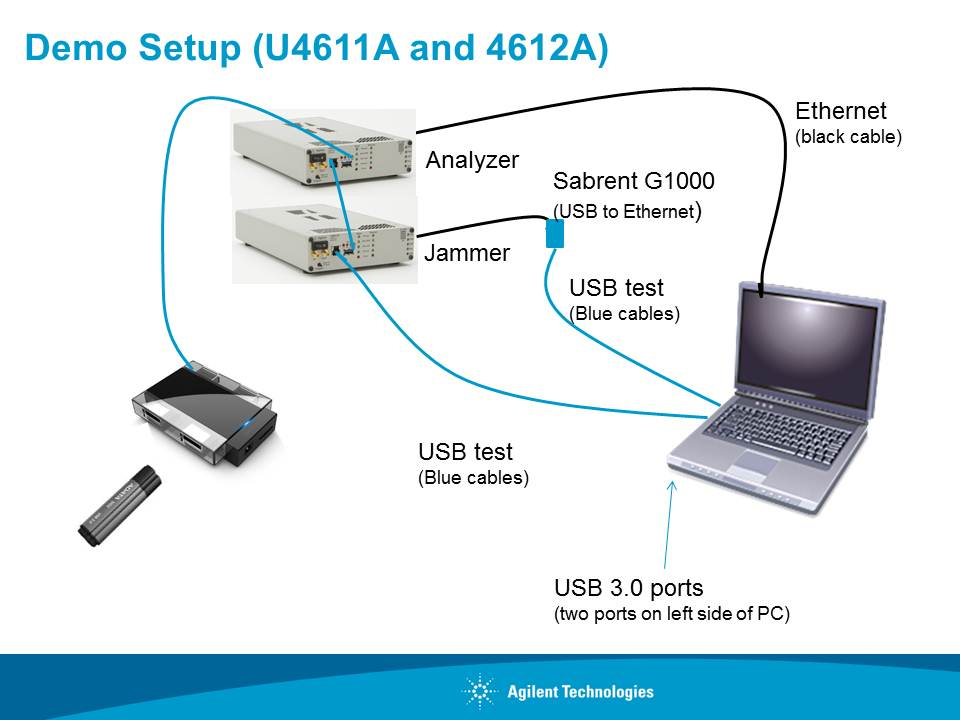 Demo Setup (U4611A and 4612A)
Ethernet
(black cable)
Analyzer
Sabrent G1000
(USB to Ethernet)
Jammer
USB test
(Blue cables)
USB test
(Blue cables)
ADATA
USB 3.0 ports
(two ports on left side of PC)
Agilent Technologies